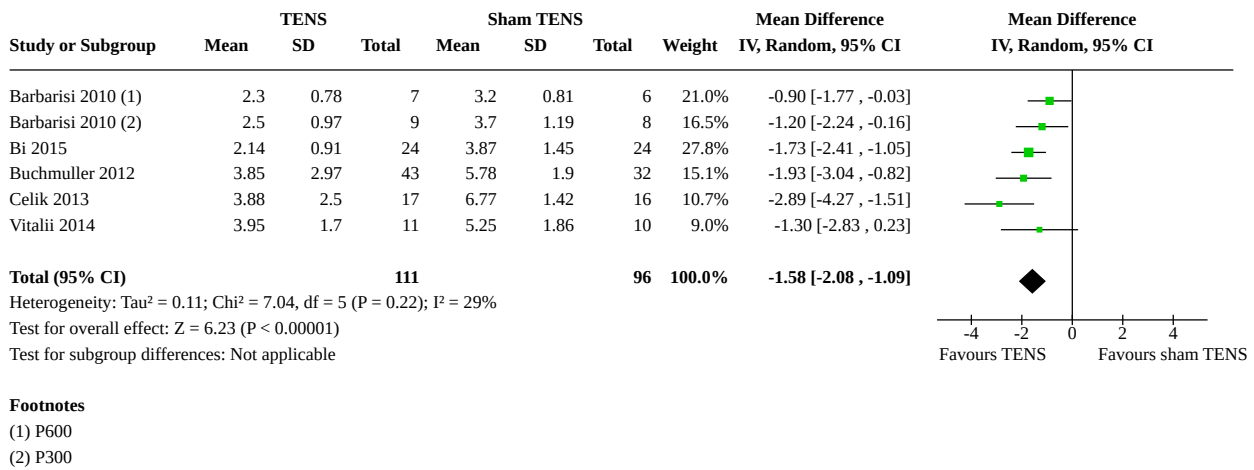 TENS Sham TENS Mean Difference Mean Difference
Study or Subgroup Mean SD Total Mean SD Total Weight IV, Random, 95% CI IV, Random, 95% CI
Barbarisi 2010 (1) 2.3 0.78 7 3.2 0.81 6 21.0% -0.90 [-1.77 , -0.03]
Barbarisi 2010 (2) 2.5 0.97 9 3.7 1.19 8 16.5% -1.20 [-2.24 , -0.16]
Bi 2015 2.14 0.91 24 3.87 1.45 24 27.8% -1.73 [-2.41 , -1.05]
Buchmuller 2012 3.85 2.97 43 5.78 1.9 32 15.1% -1.93 [-3.04 , -0.82]
Celik 2013 3.88 2.5 17 6.77 1.42 16 10.7% -2.89 [-4.27 , -1.51]
Vitalii 2014 3.95 1.7 11 5.25 1.86 10 9.0% -1.30 [-2.83 , 0.23]
Total (95% CI) 111 96 100.0% -1.58 [-2.08 , -1.09]
Heterogeneity: Tau² = 0.11; Chi² = 7.04, df = 5 (P = 0.22); I² = 29%
Test for overall effect: Z = 6.23 (P < 0.00001)
-4 -2 0 2 4
Test for subgroup differences: Not applicable Favours TENS Favours sham TENS
Footnotes
(1) P600
(2) P300